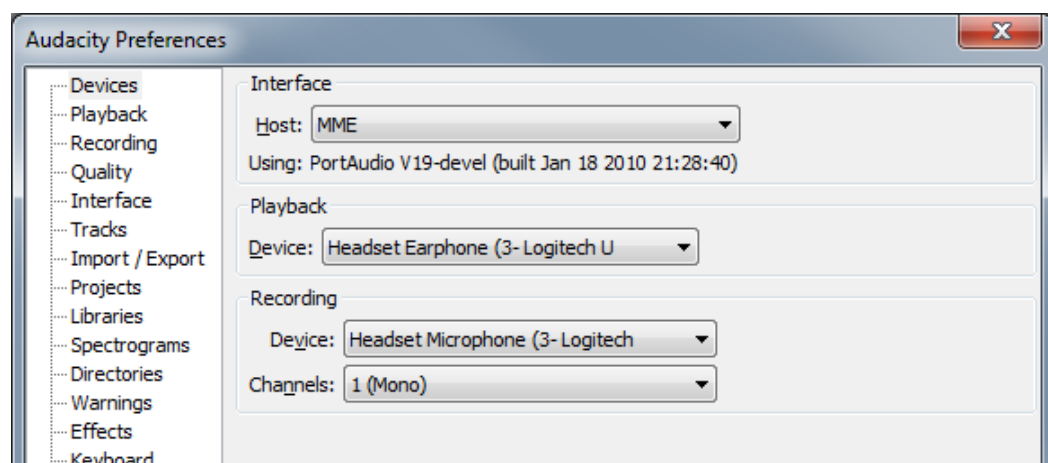 Audacity Preferences
Devices
Playback
Recording
Quality
Interface
Tracks
Import / Export
Projects
Libraries
Spectrograms
Directories
Warnings
Effects
Keyboard
Interface
Host: MME
Using: PortAudio V19-devel (built Jan 18 2010 21:28:40)
Playback
Device: Headset Earphone (3- Logitech U
Recording
Device: Headset Microphone (3- Logitech
Channels: 1 (Mono)